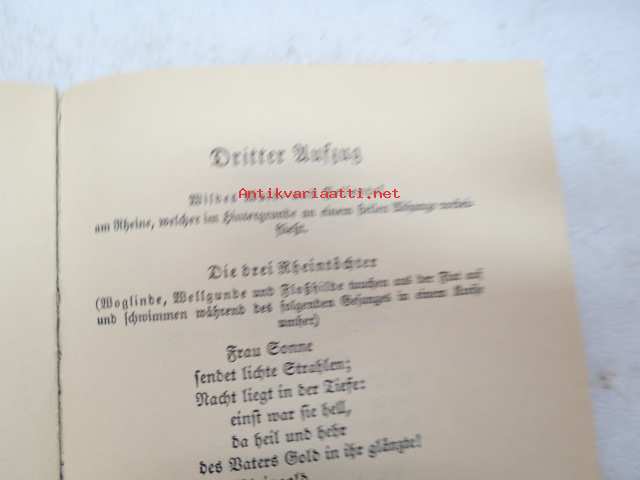 Dritter Aufzug
Wildes
Antikvariaatti.net
am Rheine, welcher im Hintergrunde an einem steilen Abhange vorbei-
fließt.
Die drei Rheintöchter
(Woglinde, Wellgunde und Floßhilde tauchen aus der Flut auf
und schwimmen während des folgenden Gesanges in einem Kreise
umher)
Frau Sonne
sendet lichte Strahlen;
Nacht liegt in der Tiefe:
einst war sie hell,
da heil und hehr
des Vaters Gold in ihr glänzte!